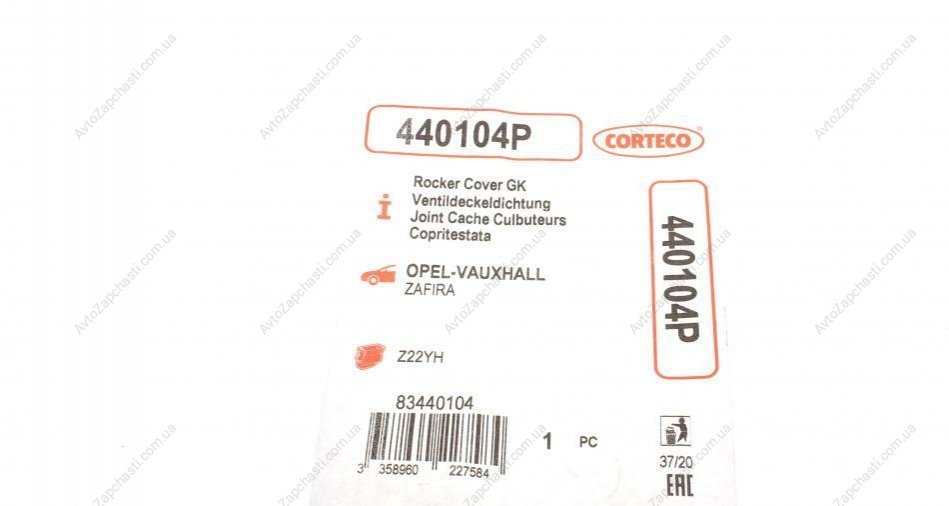 440104P
CORTECO
Rocker Cover GK
Ventildeckeldichtung
Joint Cache Culbuteurs
Copritestata
440104P
OPEL-VAUXHALL
ZAFIRA
Z22YH
83440104
1 PC
3 358960 227584
37/20
EAC
AvtoZapchasti.com.ua